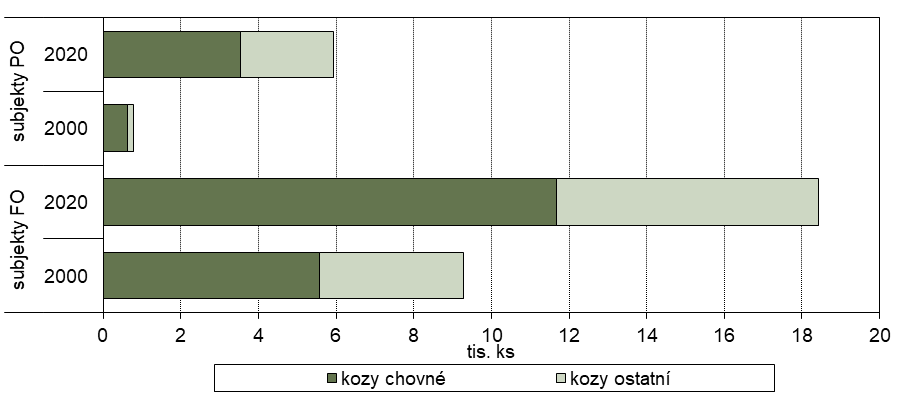 subjekty PO
2020
2000
subjekty FO
2020
2000
0 2 4 6 8 10 12 14 16 18 20
tis. ks
kozy chovné kozy ostatní